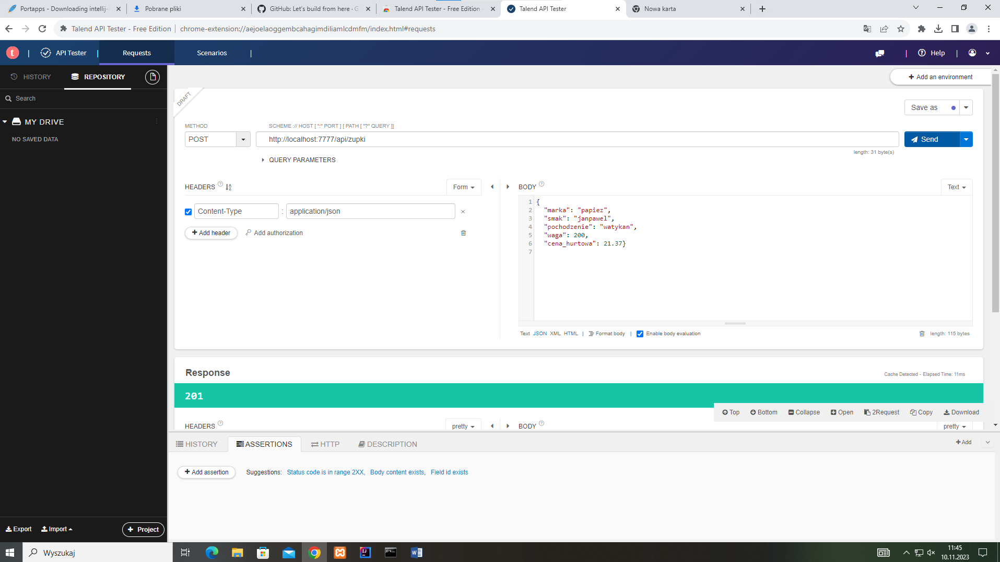 Portapps - Downloading intellij-
Pobrane pliki
GitHub: Let's build from here · G
Talend API Tester - Free Edition -
Talend API Tester
Nowa karta
Talend API Tester - Free Edition
chrome-extension://aejoelaoggembcahagimdiliamlcdmfm/index.html#requests
t | API Tester | Requests Scenarios | | Help |
HISTORY REPOSITORY
Add an environment
Search
DRAFT
Save as
MY DRIVE
NO SAVED DATA
METHOD
SCHEME :// HOST [ ":" PORT ] [ PATH [ "?" QUERY ]]
POST
http://localhost:7777/api/zupki
Send
length: 31 byte(s)
QUERY PARAMETERS
HEADERS ? Form
BODY ? Text
Content-Type : application/json ×
Add header Add authorization
1 {
2 "marka": "papiez",
3 "smak": "janpawel",
4 "pochodzenie": "watykan",
5 "waga": 200,
6 "cena_hurtowa": 21.37}
7
Text JSON XML HTML | Format body | Enable body evaluation length: 115 bytes
Response
Cache Detected - Elapsed Time: 11ms
201
Top Bottom Collapse Open 2Request Copy Download
HEADERS ? pretty
BODY ? pretty
HISTORY ASSERTIONS HTTP DESCRIPTION
Add
Add assertion Suggestions: Status code is in range 2XX, Body content exists, Field id exists
Export Import Project
Wyszukaj
11:45
10.11.2023